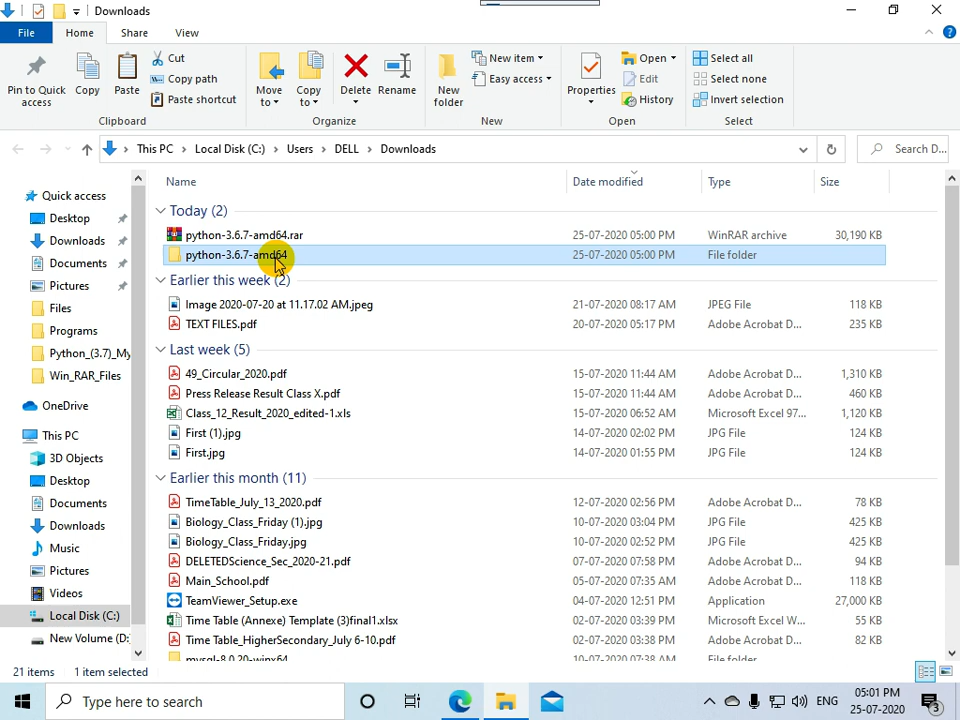 Downloads
File Home Share View
Pin to Quick access
Copy
Paste
Cut
Copy path
Paste shortcut
Clipboard
Move to
Copy to
Delete
Rename
Organize
New folder
New item
Easy access
New
Properties
Open
Edit
History
Open
Select all
Select none
Invert selection
Select
This PC > Local Disk (C:) > Users > DELL > Downloads
Search D...
Name Date modified Type Size
Quick access
Desktop
Downloads
Documents
Pictures
Files
Programs
Python_(3.7)_My
Win_RAR_Files
OneDrive
This PC
3D Objects
Desktop
Documents
Downloads
Music
Pictures
Videos
Local Disk (C:)
New Volume (D:
Today (2)
python-3.6.7-amd64.rar 25-07-2020 05:00 PM WinRAR archive 30,190 KB
python-3.6.7-amd64 25-07-2020 05:00 PM File folder
Earlier this week (2)
Image 2020-07-20 at 11.17.02 AM.jpeg 21-07-2020 08:17 AM JPEG File 118 KB
TEXT FILES.pdf 20-07-2020 05:17 PM Adobe Acrobat D... 235 KB
Last week (5)
49_Circular_2020.pdf 15-07-2020 11:44 AM Adobe Acrobat D... 1,310 KB
Press Release Result Class X.pdf 15-07-2020 11:44 AM Adobe Acrobat D... 460 KB
Class_12_Result_2020_edited-1.xls 15-07-2020 06:52 AM Microsoft Excel 97... 1,120 KB
First (1).jpg 14-07-2020 02:02 PM JPG File 124 KB
First.jpg 14-07-2020 01:55 PM JPG File 124 KB
Earlier this month (11)
TimeTable_July_13_2020.pdf 12-07-2020 02:56 PM Adobe Acrobat D... 78 KB
Biology_Class_Friday (1).jpg 10-07-2020 03:04 PM JPG File 425 KB
Biology_Class_Friday.jpg 10-07-2020 02:52 PM JPG File 425 KB
DELETEDScience_Sec_2020-21.pdf 07-07-2020 07:58 PM Adobe Acrobat D... 94 KB
Main_School.pdf 05-07-2020 07:35 AM Adobe Acrobat D... 118 KB
TeamViewer_Setup.exe 04-07-2020 12:51 PM Application 27,000 KB
Time Table (Annexe) Template (3)final1.xlsx 02-07-2020 03:39 PM Microsoft Excel W... 55 KB
Time Table_HigherSecondary_July 6-10.pdf 02-07-2020 03:38 PM Adobe Acrobat D... 82 KB
mysql-8.0.20-winx64 10-07-2020 07:38 AM File folder
21 items 1 item selected
Type here to search
ENG
05:01 PM
25-07-2020
3